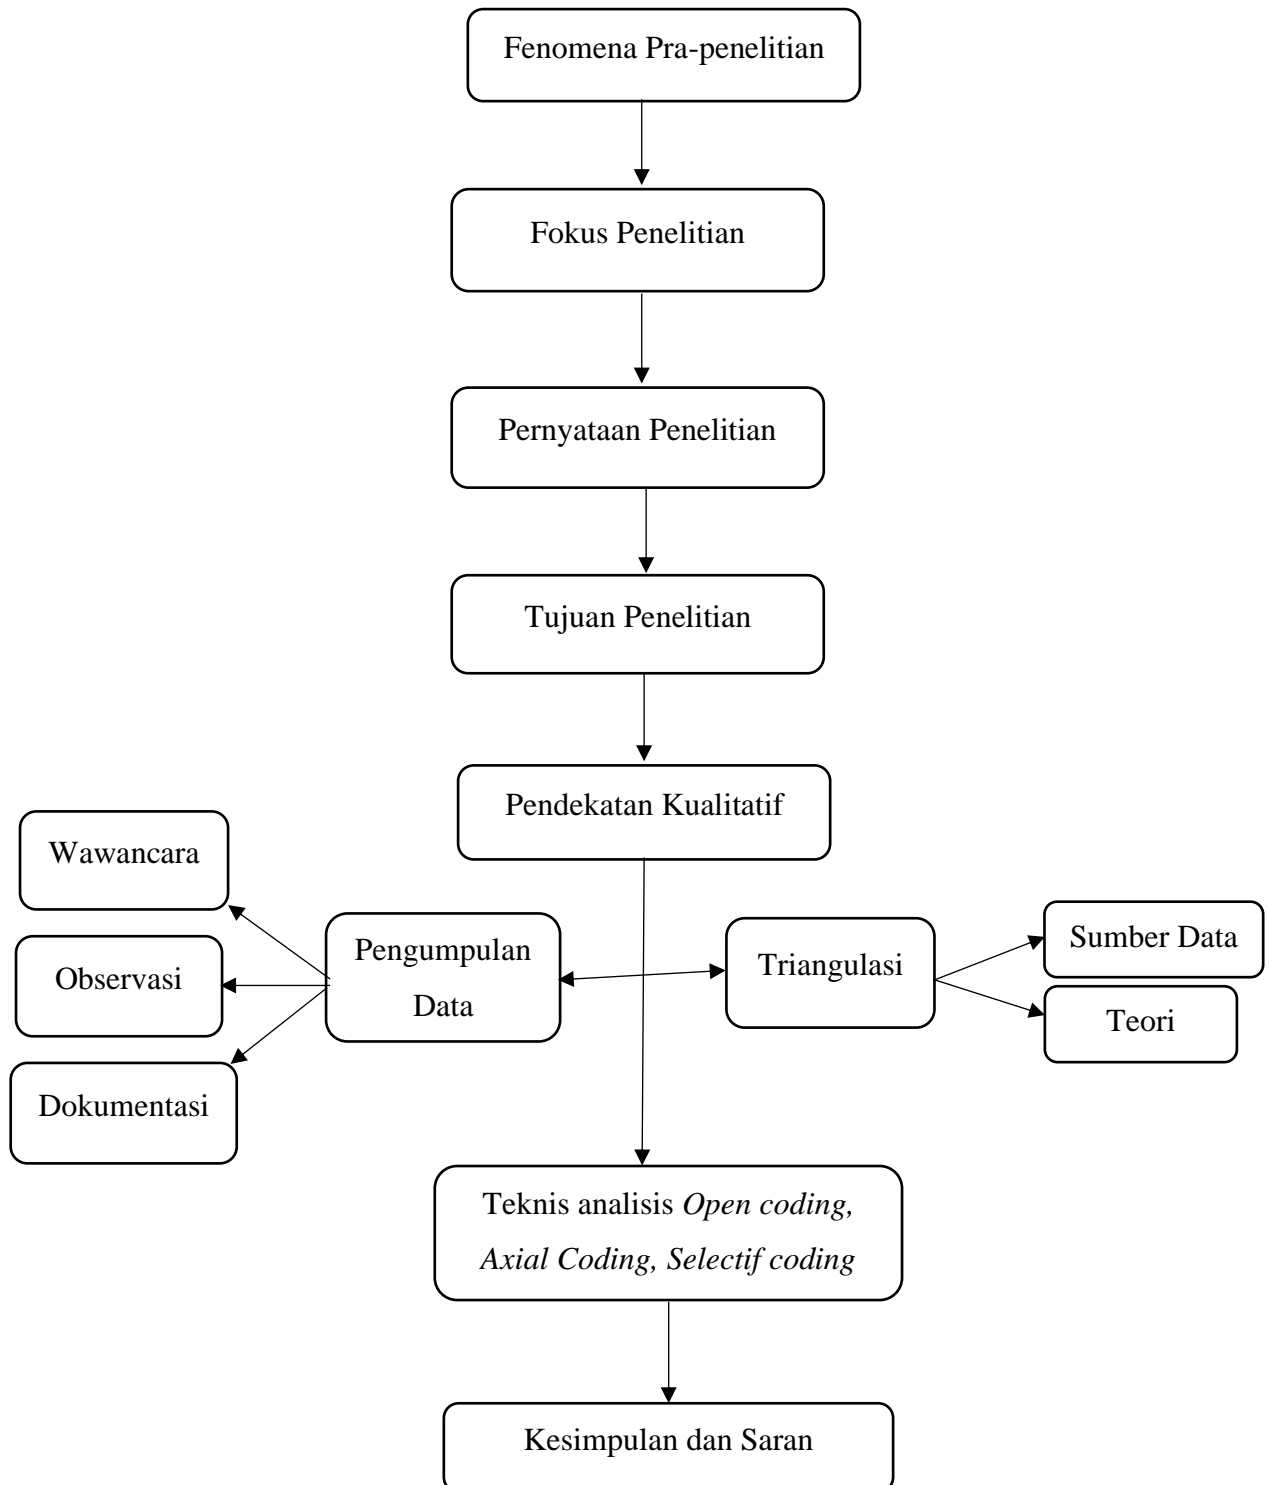 Fenomena Pra-penelitian
Fokus Penelitian
Pernyataan Penelitian
Tujuan Penelitian
Pendekatan Kualitatif
Wawancara
Observasi
Dokumentasi
Pengumpulan
Data
Triangulasi
Sumber Data
Teori
Teknis analisis Open coding,
Axial Coding, Selectif coding
Kesimpulan dan Saran